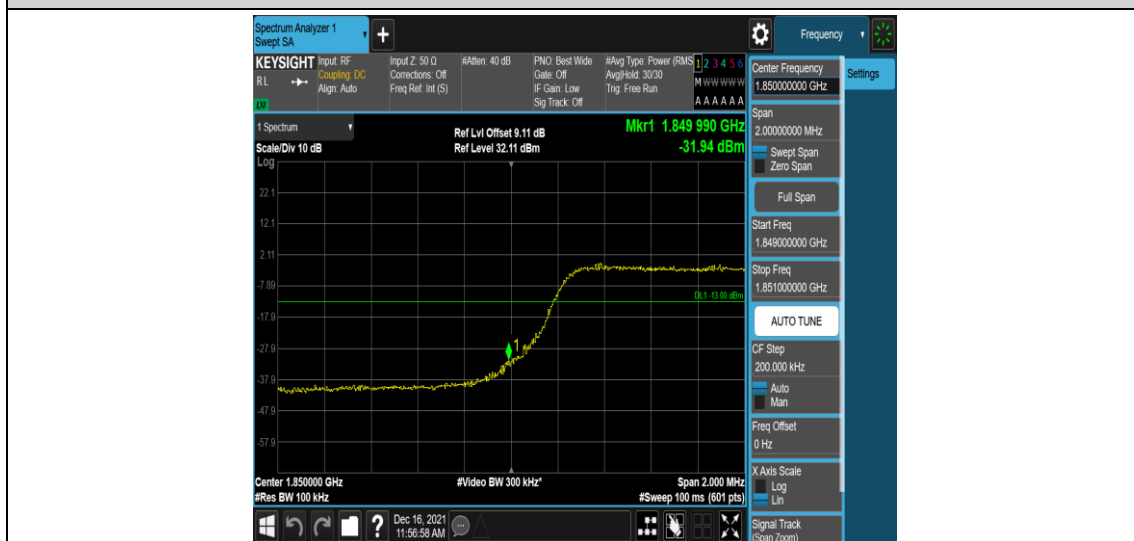 Spectrum Analyzer 1
Swept SA
Frequency
KEYSIGHT
RL
LXI
Input: RF
Coupling: DC
Align: Auto
Input Z: 50 Ω
Corrections: Off
Freq Ref: Int (S)
#Atten: 40 dB
PNO: Best Wide
Gate: Off
IF Gain: Low
Sig Track: Off
#Avg Type: Power (RMS
Avg|Hold: 30/30
Trig: Free Run
1 2 3 4 5 6
M W W W W W
A A A A A A
Center Frequency
1.850000000 GHz
Settings
1 Spectrum
Scale/Div 10 dB
Log
Ref Lvl Offset 9.11 dB
Ref Level 32.11 dBm
Mkr1 1.849 990 GHz
-31.94 dBm
Span
2.00000000 MHz
Swept Span
Zero Span
Full Span
22.1
12.1
2.11
-7.89
DL1 -13.00 dBm
-17.9
-27.9
1
-37.9
-47.9
-57.9
Start Freq
1.849000000 GHz
Stop Freq
1.851000000 GHz
AUTO TUNE
CF Step
200.000 kHz
Auto
Man
Freq Offset
0 Hz
X Axis Scale
Log
Lin
Signal Track
(Span Zoom)
Center 1.850000 GHz
#Res BW 100 kHz
#Video BW 300 kHz*
Span 2.000 MHz
#Sweep 100 ms (601 pts)
?
Dec 16, 2021
11:56:58 AM